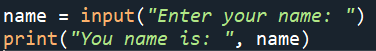 name = input("Enter your name: ")
print("You name is: ", name)